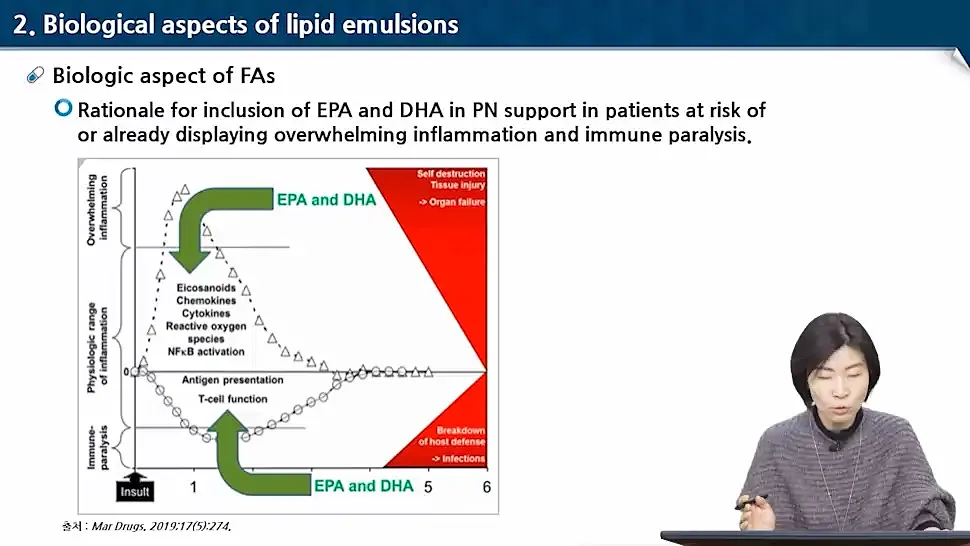 2. Biological aspects of lipid emulsions
Biologic aspect of FAs
Rationale for inclusion of EPA and DHA in PN support in patients at risk of
or already displaying overwhelming inflammation and immune paralysis.
Overwhelming
inflammation
Self destruction
Tissue injury
-> Organ failure
EPA and DHA
Physiologic range
of inflammation
Eicosanoids
Chemokines
Cytokines
Reactive oxygen
species
NFκB activation
0
Antigen presentation
T-cell function
Immune-
paralysis
Breakdown
of host defense
-> Infections
EPA and DHA
Insult
1
5
6
출처 : Mar Drugs, 2019;17(5):274.